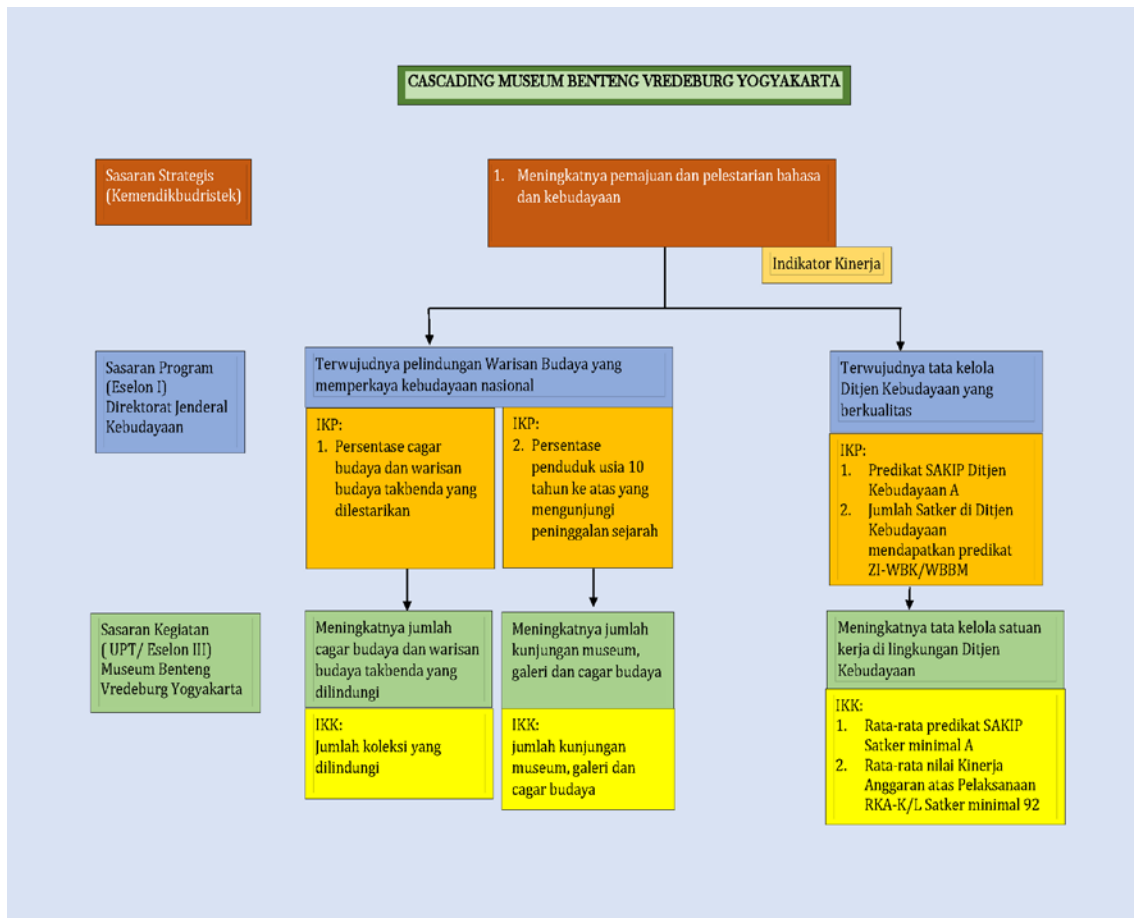 CASCADING MUSEUM BENTENG VREDEBURG YOGYAKARTA
Sasaran Strategis
(Kemendikbudristek)
1. Meningkatnya pemajuan dan pelestarian bahasa
dan kebudayaan
Indikator Kinerja
Sasaran Program
(Eselon I)
Direktorat Jenderal
Kebudayaan
Terwujudnya pelindungan Warisan Budaya yang
memperkaya kebudayaan nasional
IKP:
1. Persentase cagar
budaya dan warisan
budaya takbenda yang
dilestarikan
IKP:
2. Persentase
penduduk usia 10
tahun ke atas yang
mengunjungi
peninggalan sejarah
Terwujudnya tata kelola
Ditjen Kebudayaan yang
berkualitas
IKP:
1. Predikat SAKIP Ditjen
Kebudayaan A
2. Jumlah Satker di Ditjen
Kebudayaan
mendapatkan predikat
ZI-WBK/WBBM
Sasaran Kegiatan
( UPT/ Eselon III)
Museum Benteng
Vredeburg Yogyakarta
Meningkatnya jumlah
cagar budaya dan warisan
budaya takbenda yang
dilindungi
IKK:
Jumlah koleksi yang
dilindungi
Meningkatnya jumlah
kunjungan museum,
galeri dan cagar budaya
IKK:
jumlah kunjungan
museum, galeri dan
cagar budaya
Meningkatnya tata kelola satuan
kerja di lingkungan Ditjen
Kebudayaan
IKK:
1. Rata-rata predikat SAKIP
Satker minimal A
2. Rata-rata nilai Kinerja
Anggaran atas Pelaksanaan
RKA-K/L Satker minimal 92